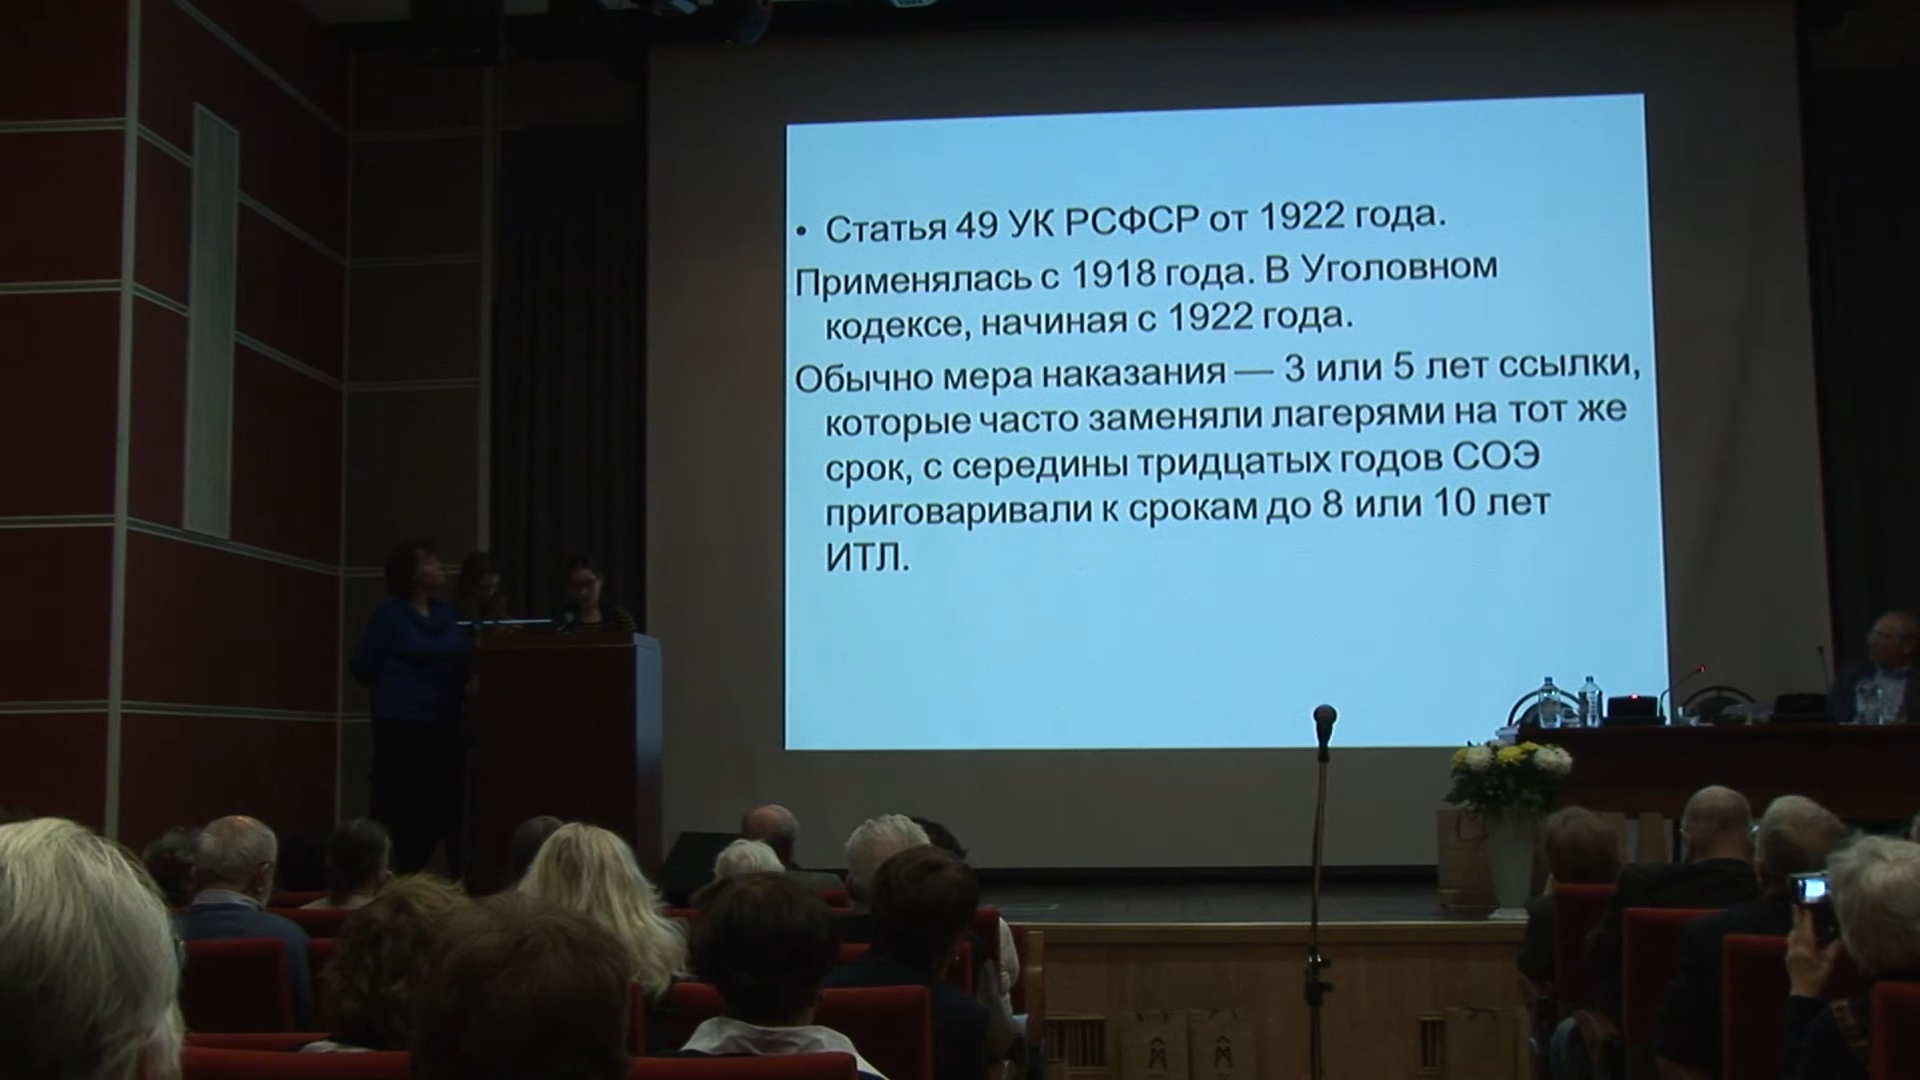 • Статья 49 УК РСФСР от 1922 года.
Применялась с 1918 года. В Уголовном
кодексе, начиная с 1922 года.
Обычно мера наказания — 3 или 5 лет ссылки,
которые часто заменяли лагерями на тот же
срок, с середины тридцатых годов СОЭ
приговаривали к срокам до 8 или 10 лет
ИТЛ.